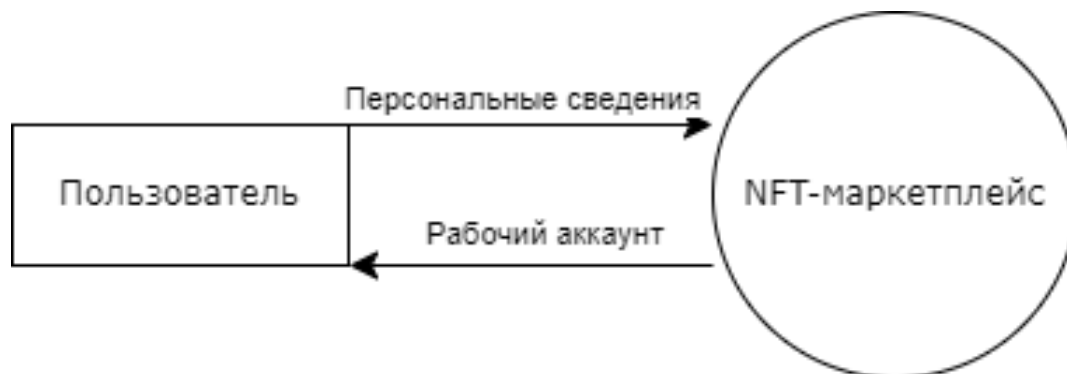 Персональные сведения
Пользователь
NFT-маркетплейс
Рабочий аккаунт